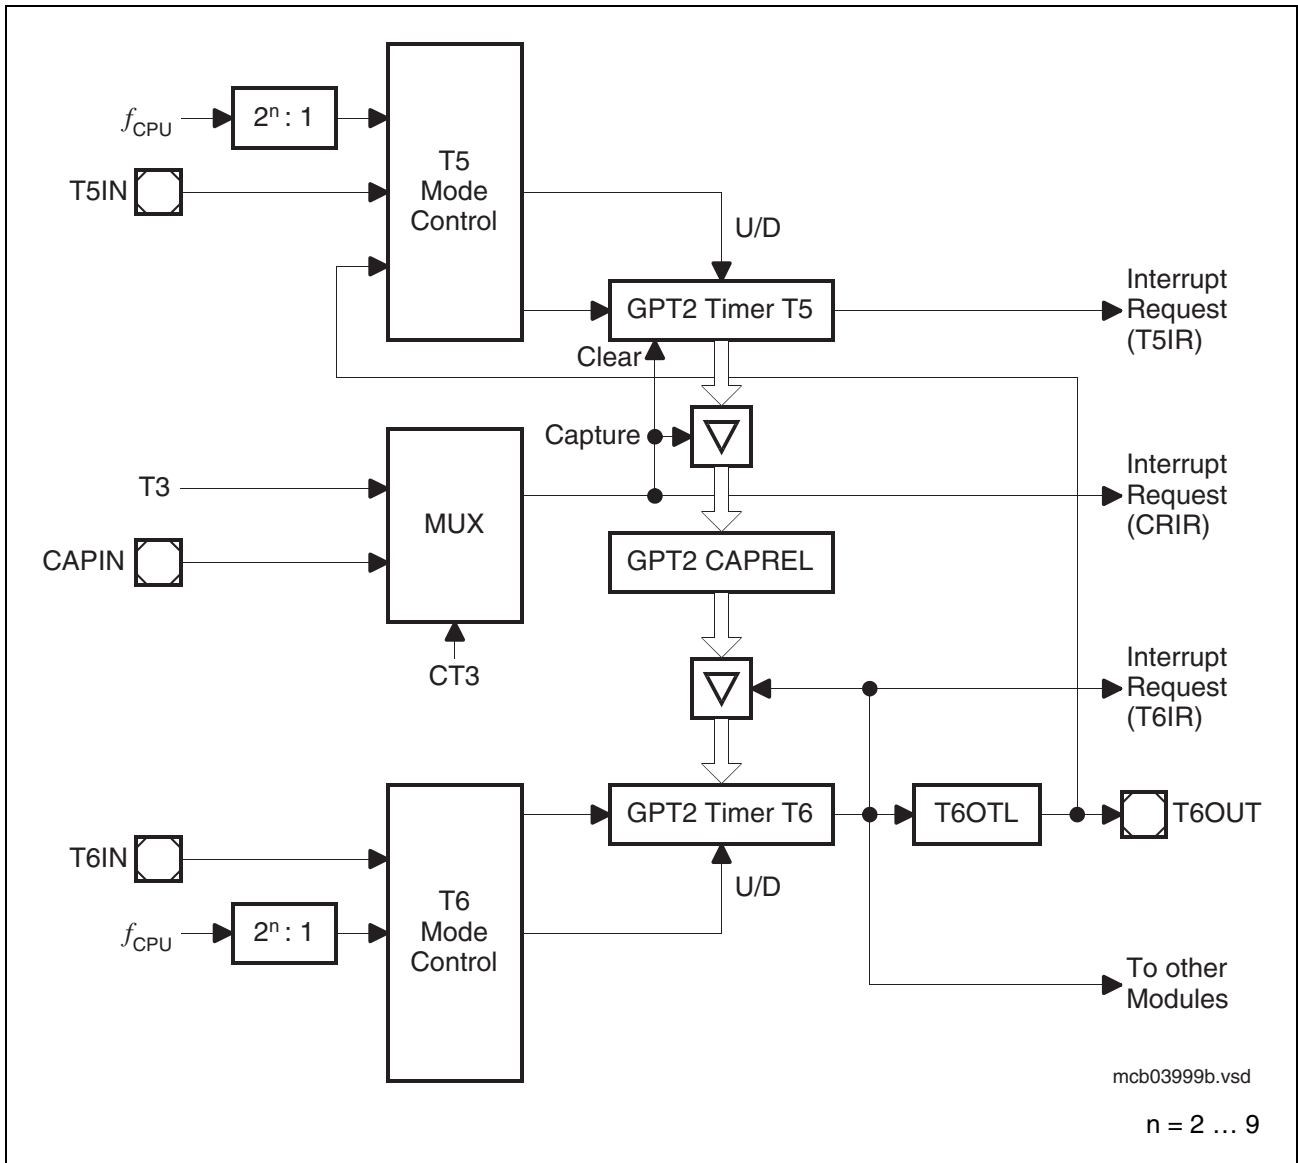 fCPU
2ⁿ : 1
T5IN
T5
Mode
Control
U/D
GPT2 Timer T5
Interrupt
Request
(T5IR)
Clear
Capture
T3
CAPIN
MUX
CT3
Interrupt
Request
(CRIR)
GPT2 CAPREL
Interrupt
Request
(T6IR)
T6IN
fCPU
2ⁿ : 1
T6
Mode
Control
GPT2 Timer T6
U/D
T6OTL
T6OUT
To other
Modules
mcb03999b.vsd
n = 2 … 9